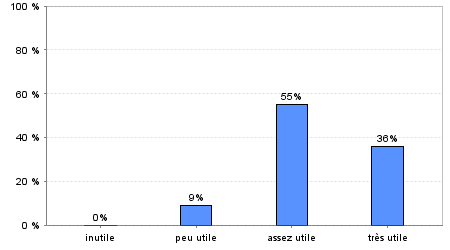 100 %
80 %
60 %
40 %
20 %
0 %
0%
9%
55%
36%
inutile
peu utile
assez utile
très utile